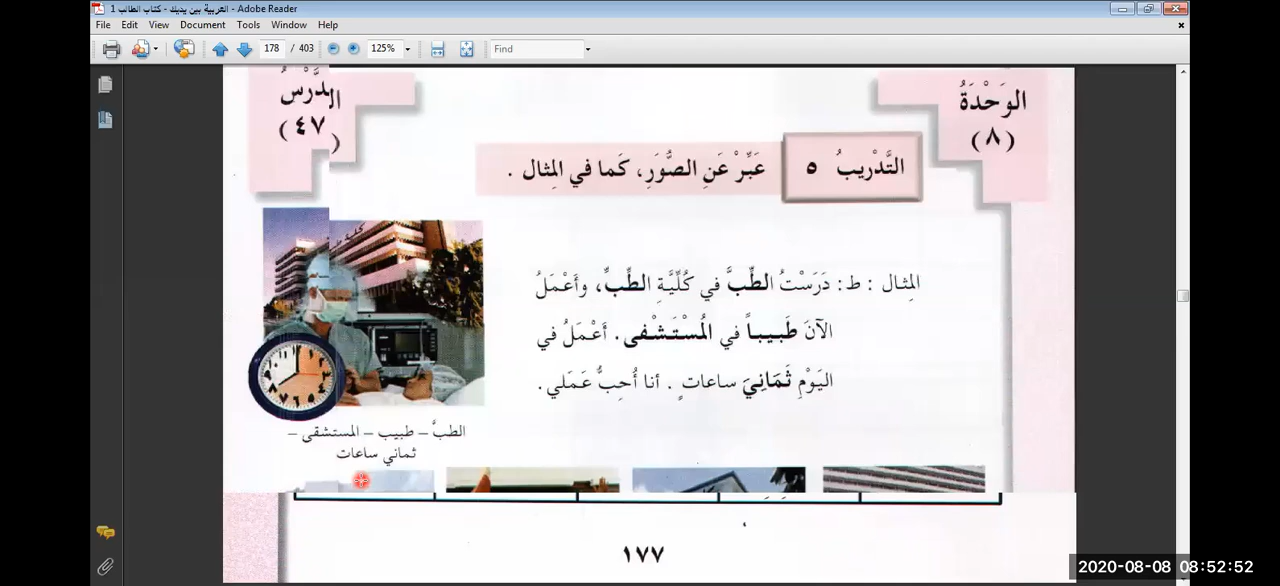 العربية بين يديك - كتاب الطالب 1 - Adobe Reader
File Edit View Document Tools Window Help
178 / 403 125% Find
الوَحْدَةُ
(٨)
الدَّرْسُ
(٤٧)
التَّدْرِيبُ ٥ عَبِّرْ عَنِ الصُّوَرِ، كَما في المِثال .
كلية
المِثال : ط : دَرَسْتُ الطِّبَّ في كُلِّيَّةِ الطِّبِّ، وأَعْمَلُ
الآنَ طَبيباً في المُسْتَشْفى. أَعْمَلُ في
اليَوْمِ ثَمَانِيَ ساعاتٍ . أنا أُحِبُّ عَمَلي.
الطبّ – طبيب – المستشفى –
ثماني ساعات
١٧٧
2020-08-08 08:52:52